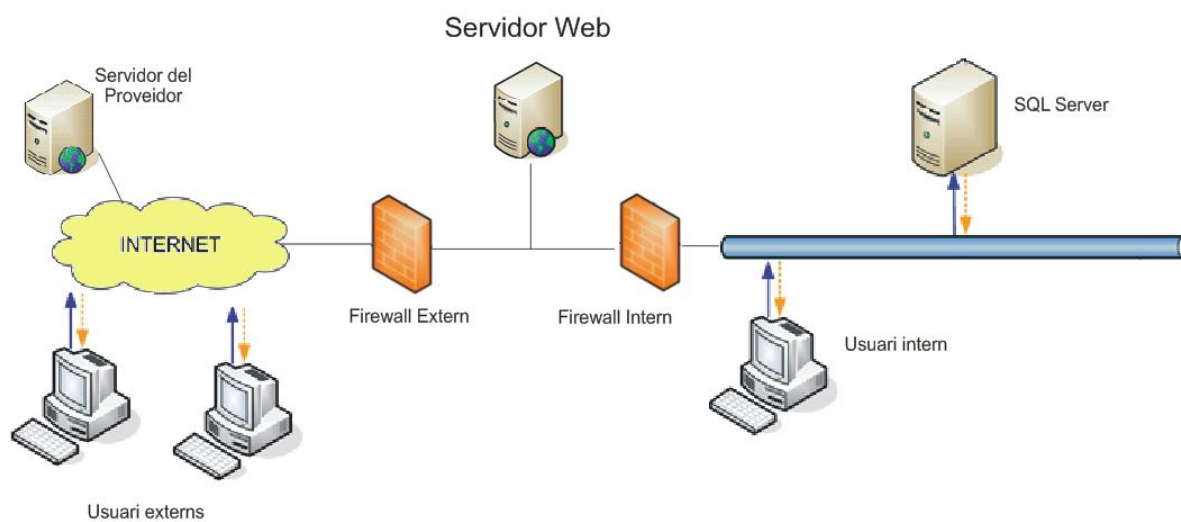 Servidor Web
Servidor del
Proveidor
SQL Server
INTERNET
Firewall Extern
Firewall Intern
Usuari intern
Usuari externs